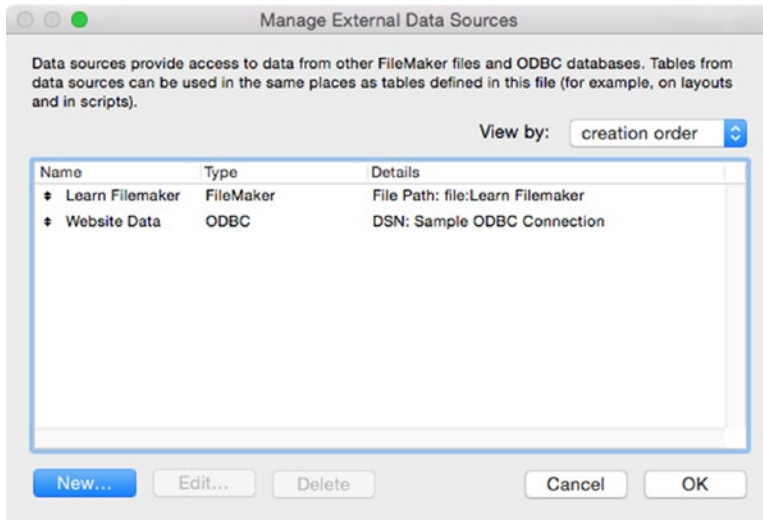 Manage External Data Sources
Data sources provide access to data from other FileMaker files and ODBC databases. Tables from
data sources can be used in the same places as tables defined in this file (for example, on layouts
and in scripts).
View by: creation order
Name Type Details
Learn Filemaker FileMaker File Path: file:Learn Filemaker
Website Data ODBC DSN: Sample ODBC Connection
New... Edit... Delete Cancel OK